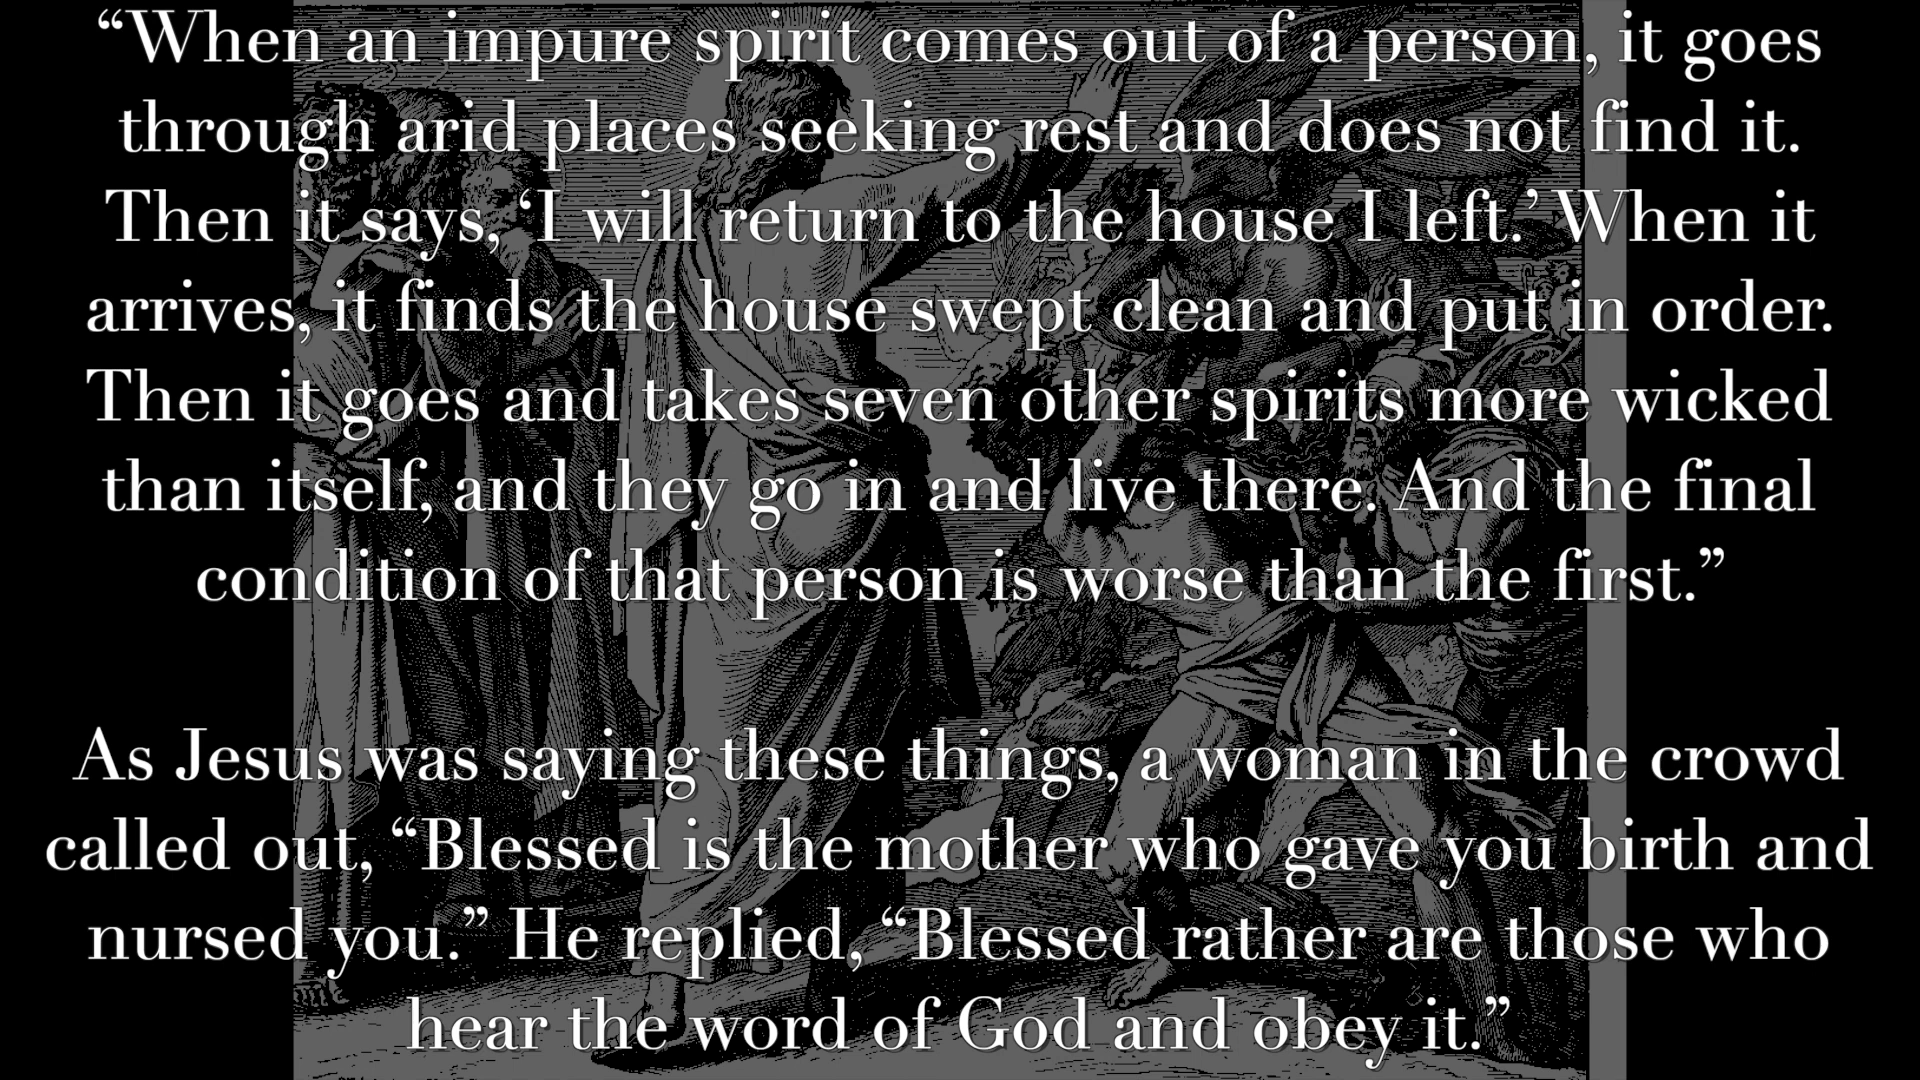 “When an impure spirit comes out of a person, it goes
through arid places seeking rest and does not find it.
Then it says, ‘I will return to the house I left.’ When it
arrives, it finds the house swept clean and put in order.
Then it goes and takes seven other spirits more wicked
than itself, and they go in and live there. And the final
condition of that person is worse than the first.”
As Jesus was saying these things, a woman in the crowd
called out, “Blessed is the mother who gave you birth and
nursed you.” He replied, “Blessed rather are those who
hear the word of God and obey it.”